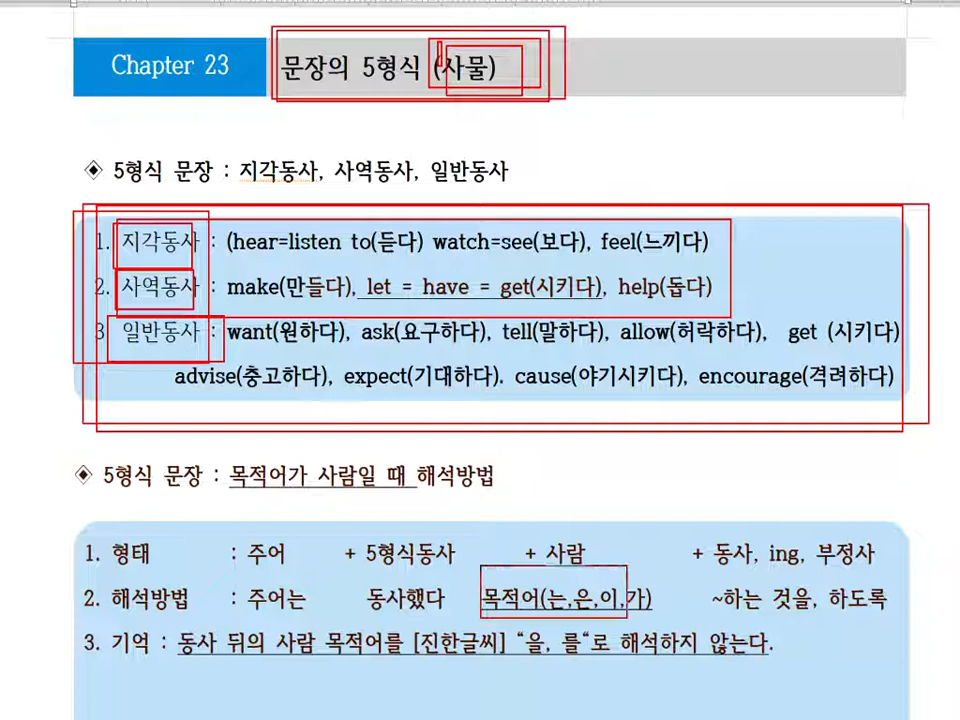 Chapter 23 문장의 5형식 (사물)
◈ 5형식 문장 : 지각동사, 사역동사, 일반동사
1. 지각동사 : (hear=listen to(듣다) watch=see(보다), feel(느끼다)
2. 사역동사 : make(만들다), let = have = get(시키다), help(돕다)
3 일반동사 : want(원하다), ask(요구하다), tell(말하다), allow(허락하다), get (시키다)
advise(충고하다), expect(기대하다). cause(야기시키다), encourage(격려하다)
◈ 5형식 문장 : 목적어가 사람일 때 해석방법
1. 형태 : 주어 + 5형식동사 + 사람 + 동사, ing, 부정사
2. 해석방법 : 주어는 동사했다 목적어(는,은,이,가) ~하는 것을, 하도록
3. 기억 : 동사 뒤의 사람 목적어를 [진한글씨] “을, 를“로 해석하지 않는다.